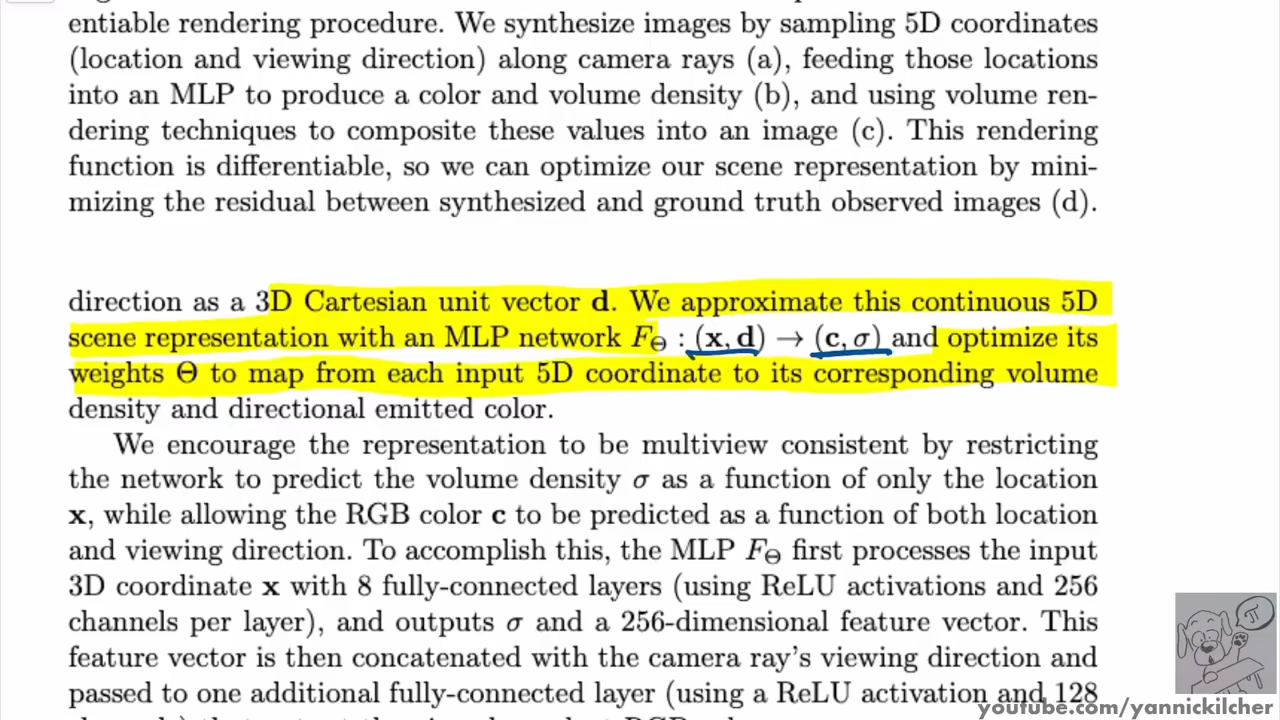 entiable rendering procedure. We synthesize images by sampling 5D coordinates
(location and viewing direction) along camera rays (a), feeding those locations
into an MLP to produce a color and volume density (b), and using volume ren-
dering techniques to composite these values into an image (c). This rendering
function is differentiable, so we can optimize our scene representation by mini-
mizing the residual between synthesized and ground truth observed images (d).
direction as a 3D Cartesian unit vector d. We approximate this continuous 5D
scene representation with an MLP network FΘ : (x, d) → (c, σ) and optimize its
weights Θ to map from each input 5D coordinate to its corresponding volume
density and directional emitted color.
We encourage the representation to be multiview consistent by restricting
the network to predict the volume density σ as a function of only the location
x, while allowing the RGB color c to be predicted as a function of both location
and viewing direction. To accomplish this, the MLP FΘ first processes the input
3D coordinate x with 8 fully-connected layers (using ReLU activations and 256
channels per layer), and outputs σ and a 256-dimensional feature vector. This
feature vector is then concatenated with the camera ray's viewing direction and
passed to one additional fully-connected layer (using a ReLU activation and 128
π
youtube.com/yannickilcher